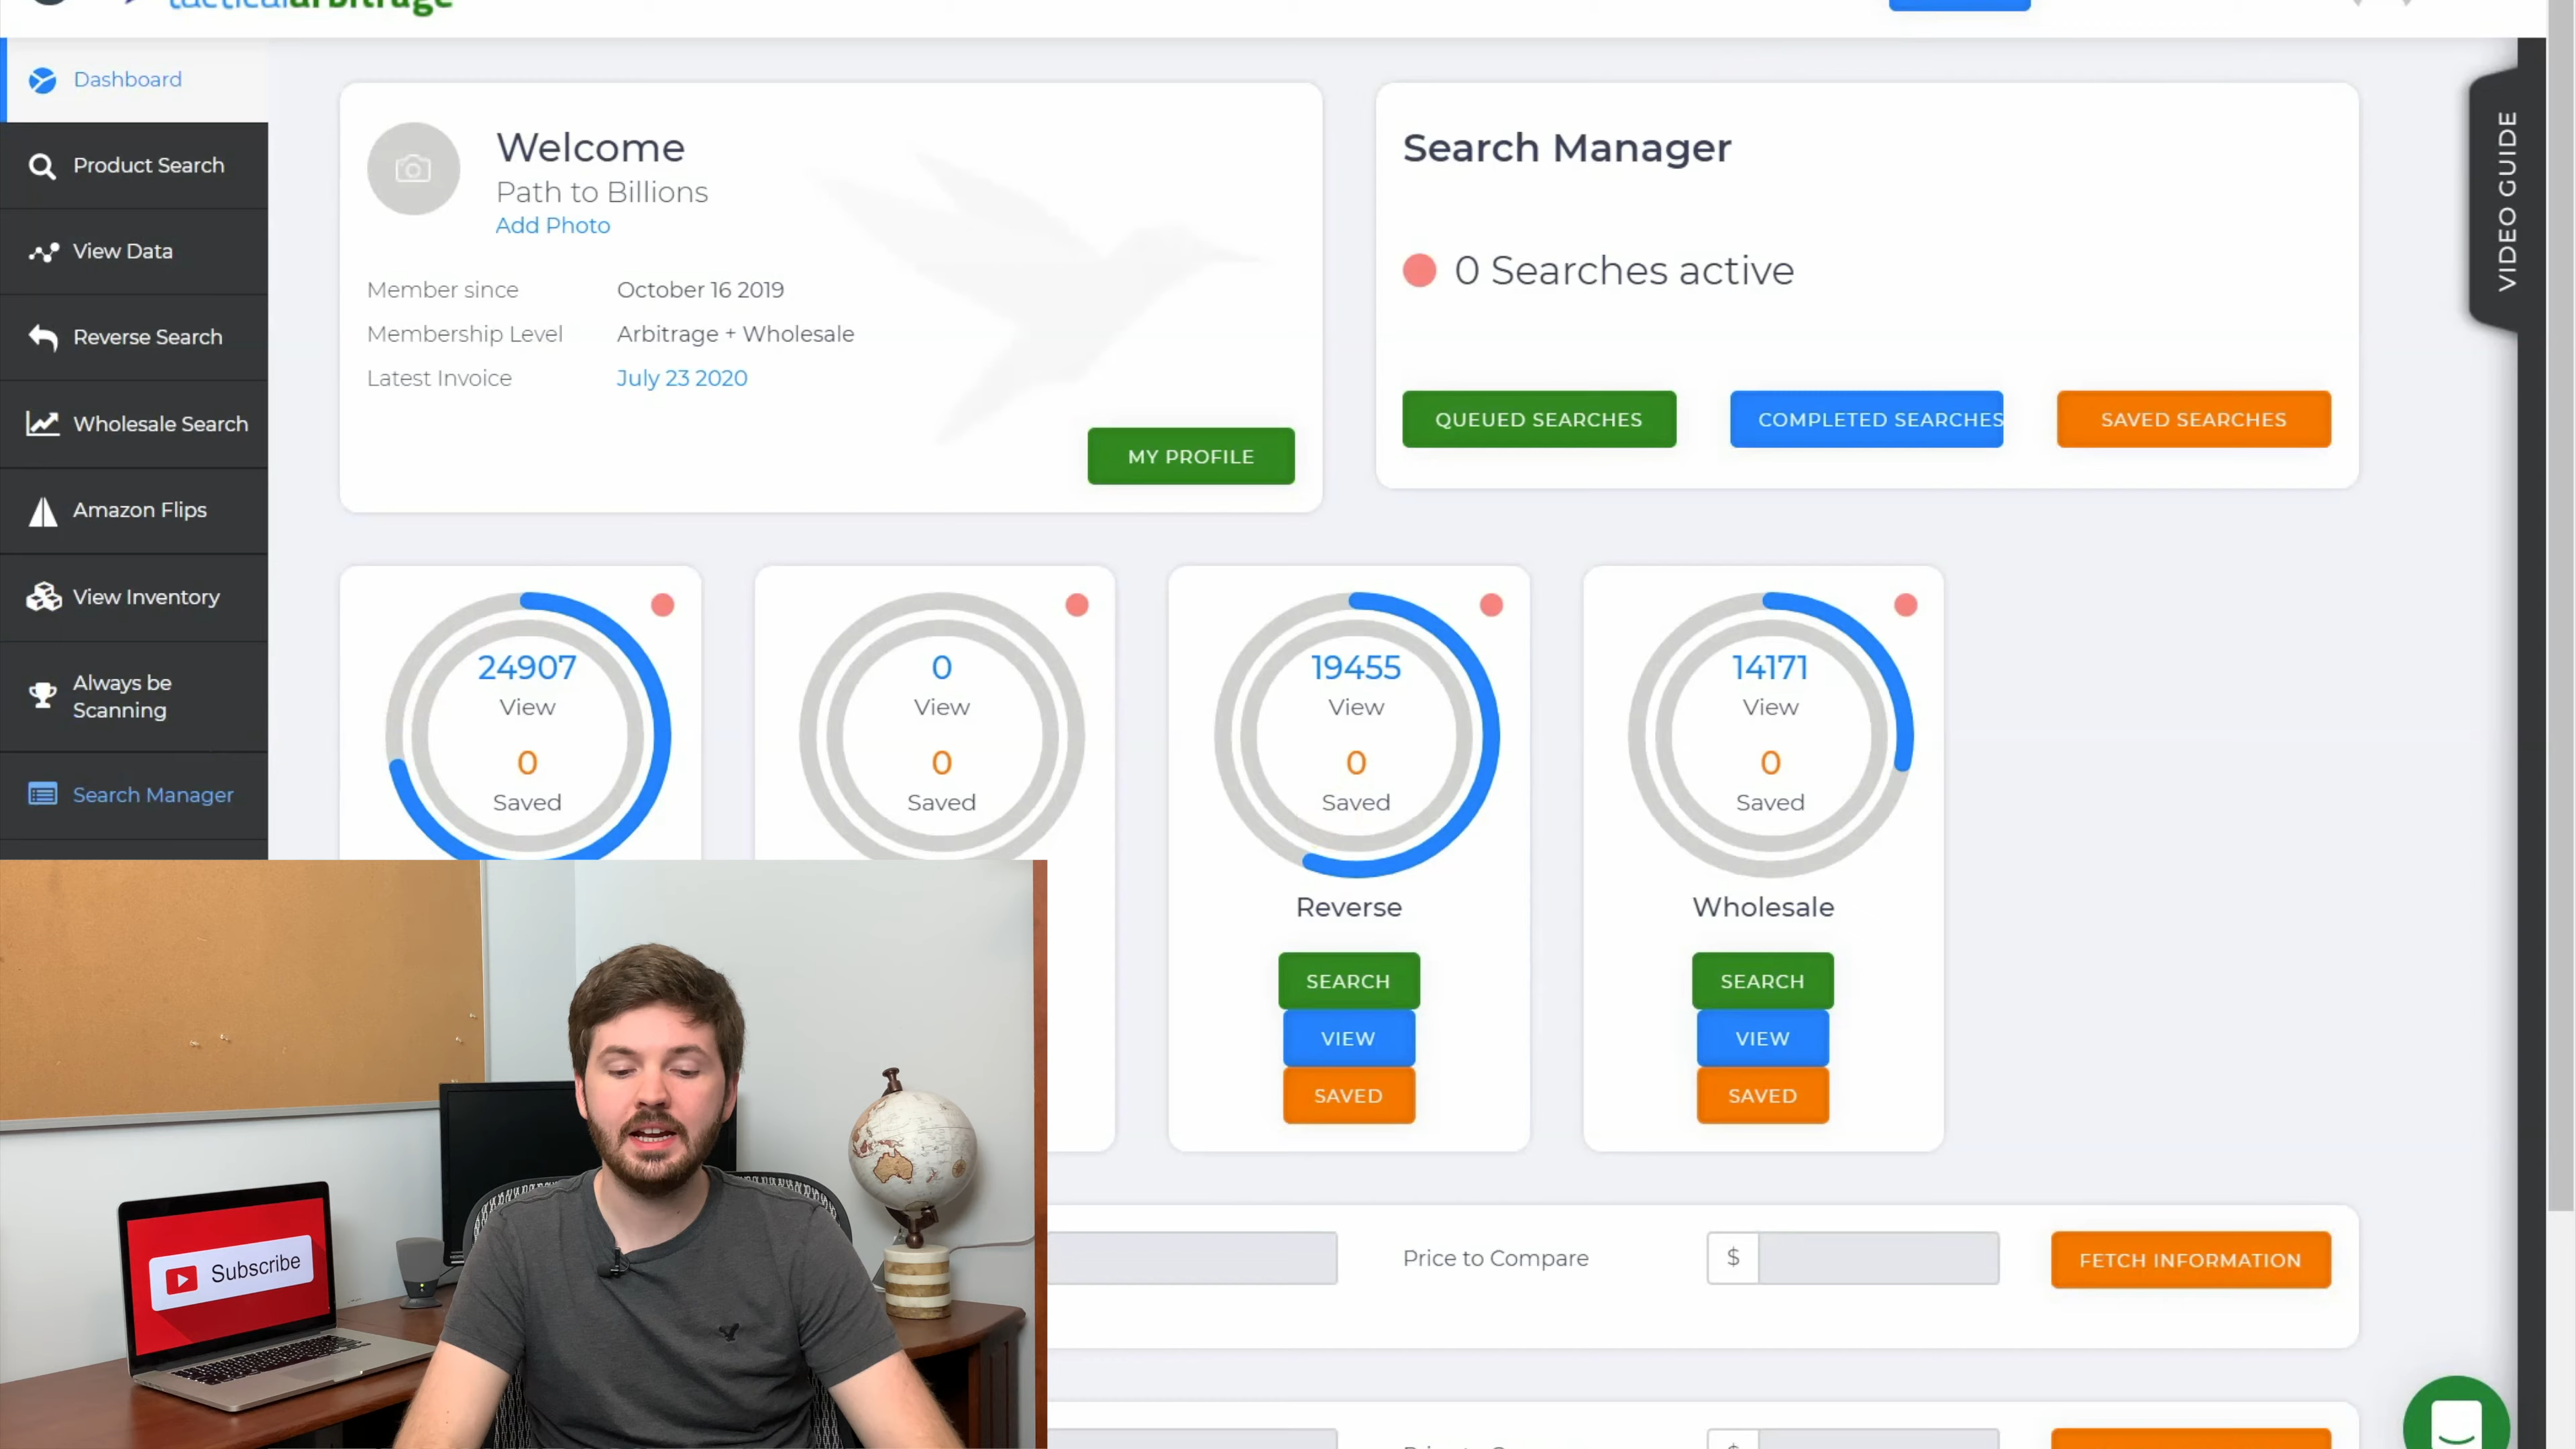 tacticalarbitrage
Dashboard
Product Search
View Data
Reverse Search
Wholesale Search
Amazon Flips
View Inventory
Always be
Scanning
Search Manager
Welcome
Path to Billions
Add Photo
Member since October 16 2019
Membership Level Arbitrage + Wholesale
Latest Invoice July 23 2020
MY PROFILE
Search Manager
0 Searches active
QUEUED SEARCHES
COMPLETED SEARCHES
SAVED SEARCHES
VIDEO GUIDE
24907
View
0
Saved
0
View
0
Saved
19455
View
0
Saved
Reverse
SEARCH
VIEW
SAVED
14171
View
0
Saved
Wholesale
SEARCH
VIEW
SAVED
Price to Compare $
FETCH INFORMATION
Subscribe